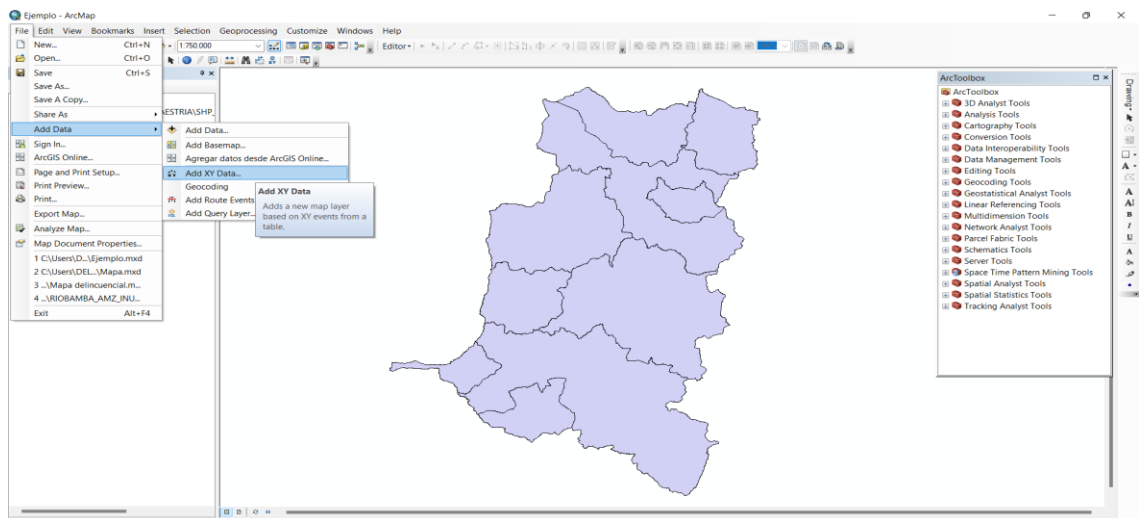 Ejemplo - ArcMap
File Edit View Bookmarks Insert Selection Geoprocessing Customize Windows Help
New... Ctrl+N
1:750.000
Editor
Open... Ctrl+O
Save Ctrl+S
Save As...
Save A Copy...
Share As
AESTRIA\SHP_
Add Data
Sign In...
ArcGIS Online...
Page and Print Setup...
Print Preview...
Print...
Export Map...
Analyze Map...
Map Document Properties...
1 C:\Users\D...\Ejemplo.mxd
2 C:\Users\DEL...\Mapa.mxd
3 ...\Mapa delincuencial.m...
4 ...\RIOBAMBA_AMZ_INU...
Exit Alt+F4
Add Data...
Add Basemap...
Agregar datos desde ArcGIS Online...
Add XY Data...
Geocoding
Add Route Events
Add Query Layer...
Add XY Data
Adds a new map layer
based on XY events from a
table.
ArcToolbox
ArcToolbox
3D Analyst Tools
Analysis Tools
Cartography Tools
Conversion Tools
Data Interoperability Tools
Data Management Tools
Editing Tools
Geocoding Tools
Geostatistical Analyst Tools
Linear Referencing Tools
Multidimension Tools
Network Analyst Tools
Parcel Fabric Tools
Schematics Tools
Server Tools
Space Time Pattern Mining Tools
Spatial Analyst Tools
Spatial Statistics Tools
Tracking Analyst Tools
Drawing